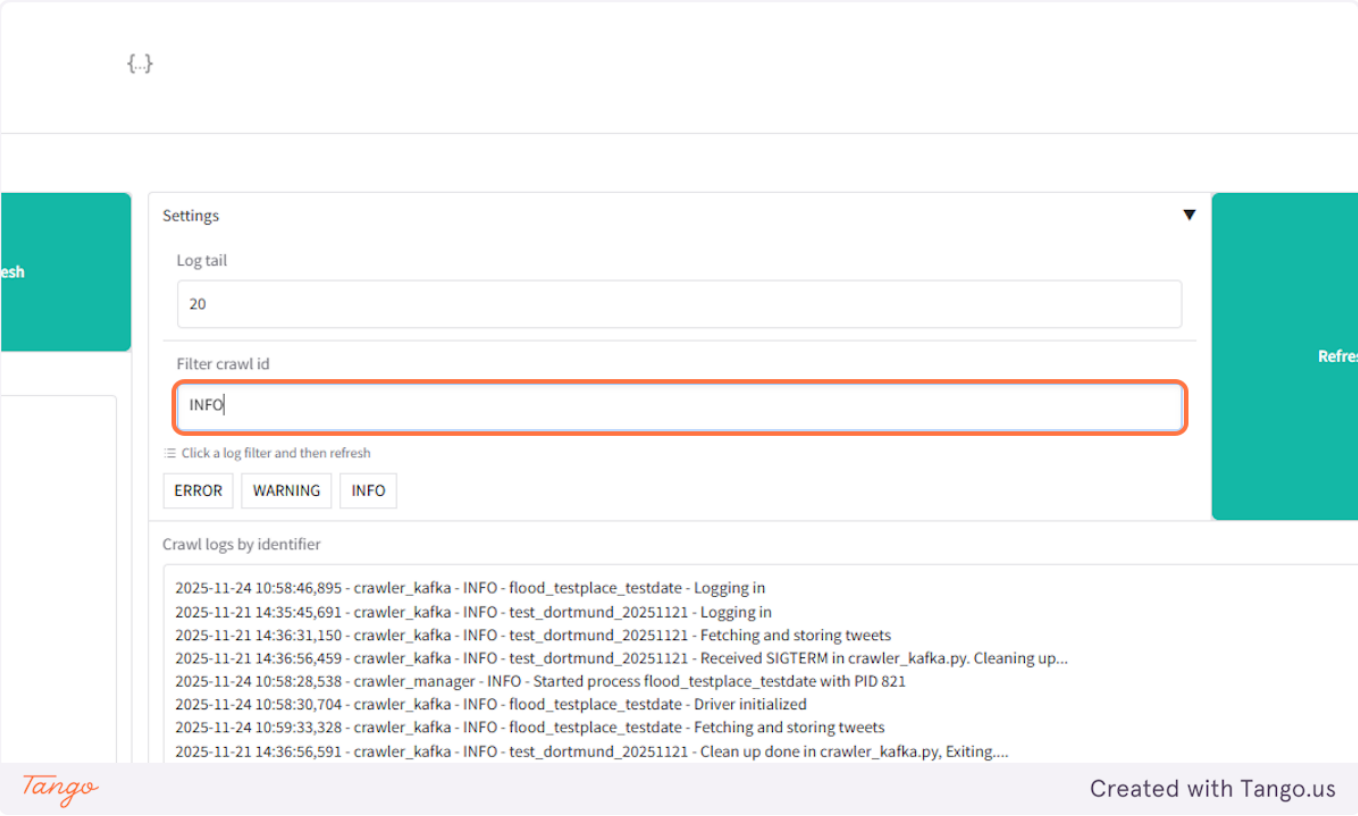 {...}
esh
Settings
▼
Log tail
20
Filter crawl id
INFO
Click a log filter and then refresh
ERROR WARNING INFO
Refres
Crawl logs by identifier
2025-11-24 10:58:46,895 - crawler_kafka - INFO - flood_testplace_testdate - Logging in
2025-11-21 14:35:45,691 - crawler_kafka - INFO - test_dortmund_20251121 - Logging in
2025-11-21 14:36:31,150 - crawler_kafka - INFO - test_dortmund_20251121 - Fetching and storing tweets
2025-11-21 14:36:56,459 - crawler_kafka - INFO - test_dortmund_20251121 - Received SIGTERM in crawler_kafka.py. Cleaning up...
2025-11-24 10:58:28,538 - crawler_manager - INFO - Started process flood_testplace_testdate with PID 821
2025-11-24 10:58:30,704 - crawler_kafka - INFO - flood_testplace_testdate - Driver initialized
2025-11-24 10:59:33,328 - crawler_kafka - INFO - flood_testplace_testdate - Fetching and storing tweets
2025-11-21 14:36:56,591 - crawler_kafka - INFO - test_dortmund_20251121 - Clean up done in crawler_kafka.py, Exiting....
Tango
Created with Tango.us